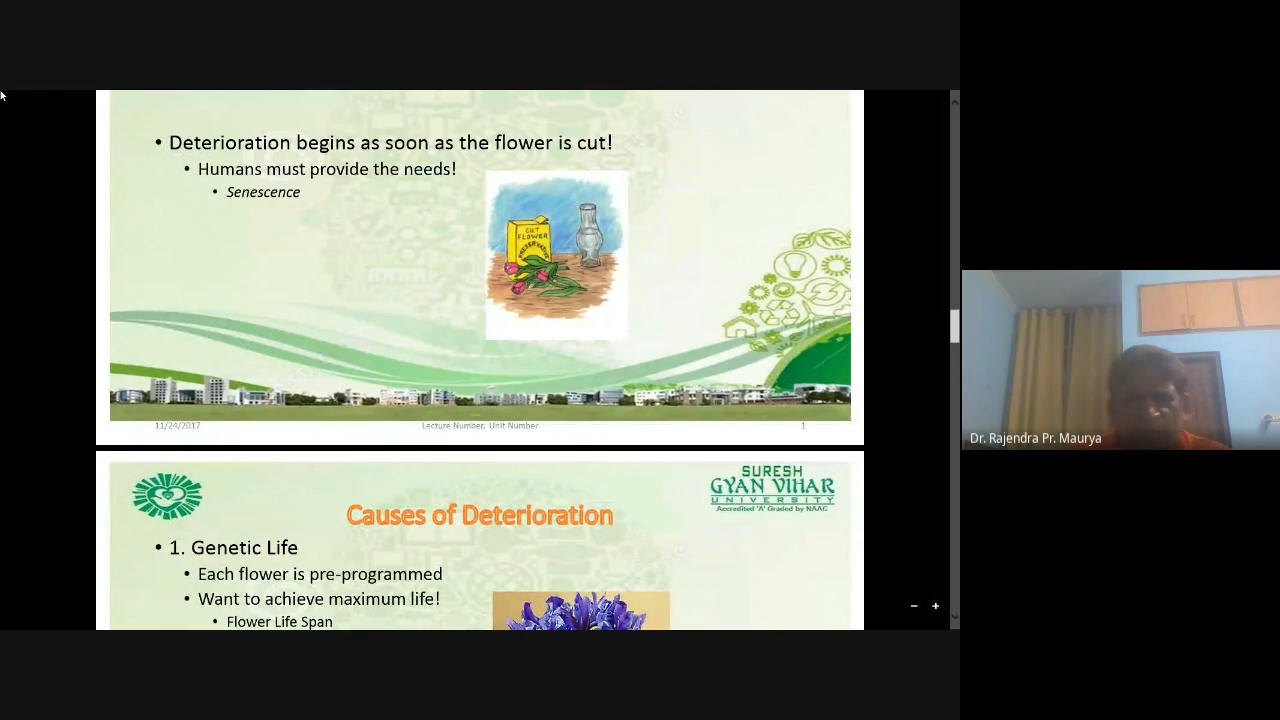 • Deterioration begins as soon as the flower is cut!
• Humans must provide the needs!
• Senescence
CUT
FLOWER
PRESERVATIVE
11/24/2017
Lecture Number, Unit Number
1
SURESH
GYAN VIHAR
UNIVERSITY
Accredited 'A' Graded by NAAC
Causes of Deterioration
• 1. Genetic Life
• Each flower is pre-programmed
• Want to achieve maximum life!
• Flower Life Span
Dr. Rajendra Pr. Maurya